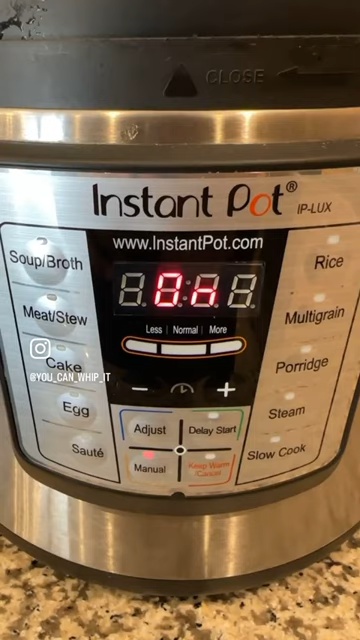 CLOSE
Instant Pot®
IP-LUX
www.InstantPot.com
On
Less | Normal | More
− +
Soup/Broth
Meat/Stew
Cake
Egg
Sauté
@YOU_CAN_WHIP_IT
Adjust
Delay Start
Manual
Keep Warm
/Cancel
Rice
Multigrain
Porridge
Steam
Slow Cook